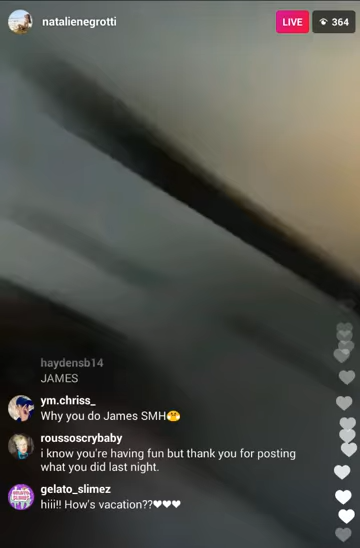 natalienegrotti
LIVE
364
haydensb14
JAMES
ym.chriss_
Why you do James SMH
roussoscrybaby
i know you're having fun but thank you for posting
what you did last night.
gelato_slimez
hiii!! How's vacation??♥♥♥